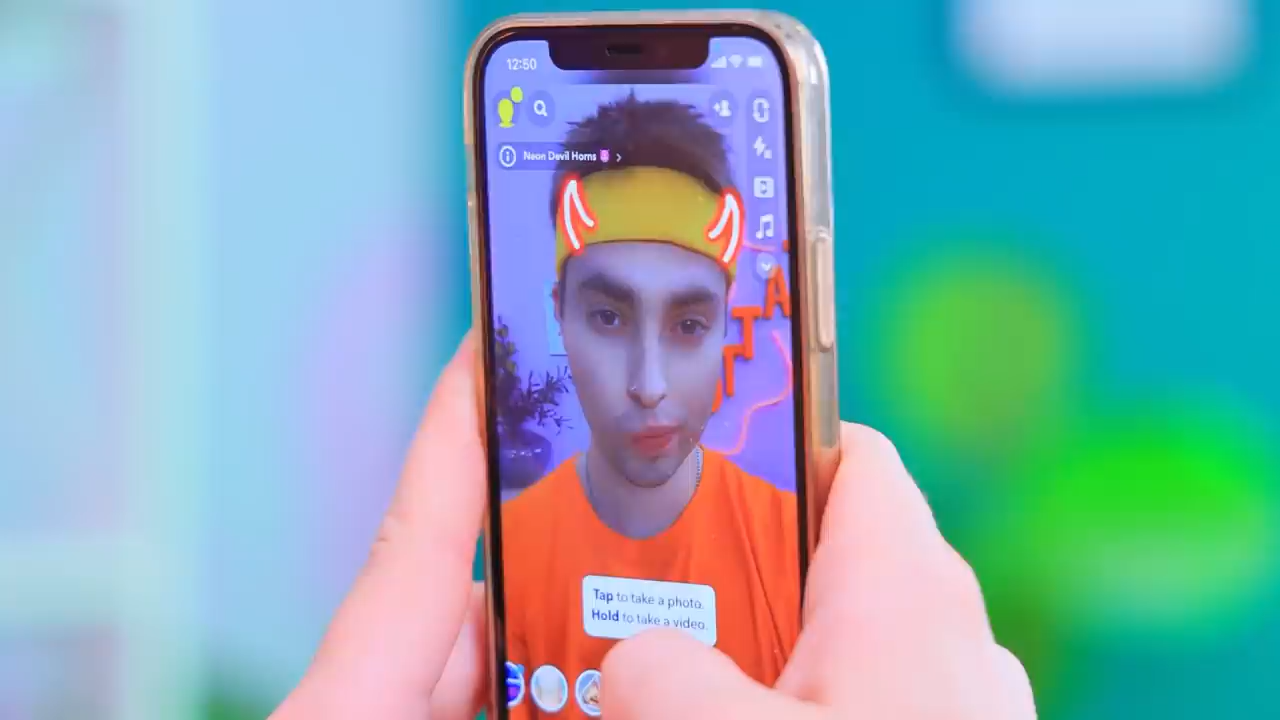 12:50
Neon Devil Horns
Tap to take a photo.
Hold to take a video.